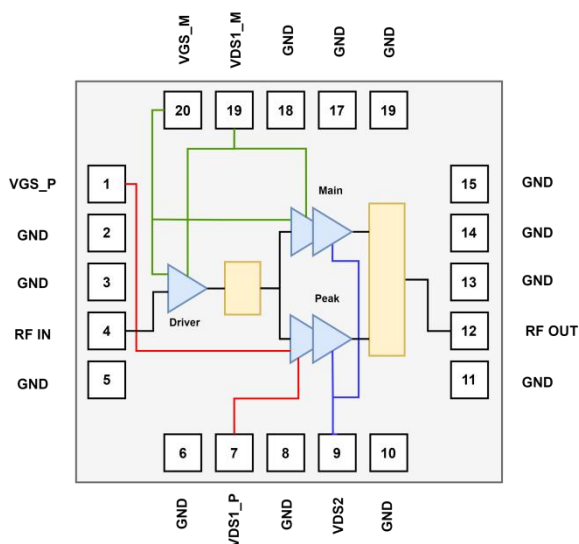 VGS_M
VDS1_M
GND
GND
GND
20
19
18
17
19
VGS_P
1
15
GND
Main
GND
2
14
GND
GND
3
13
GND
Peak
Driver
RF IN
4
12
RF OUT
GND
5
11
GND
6
7
8
9
10
GND
VDS1_P
GND
VDS2
GND